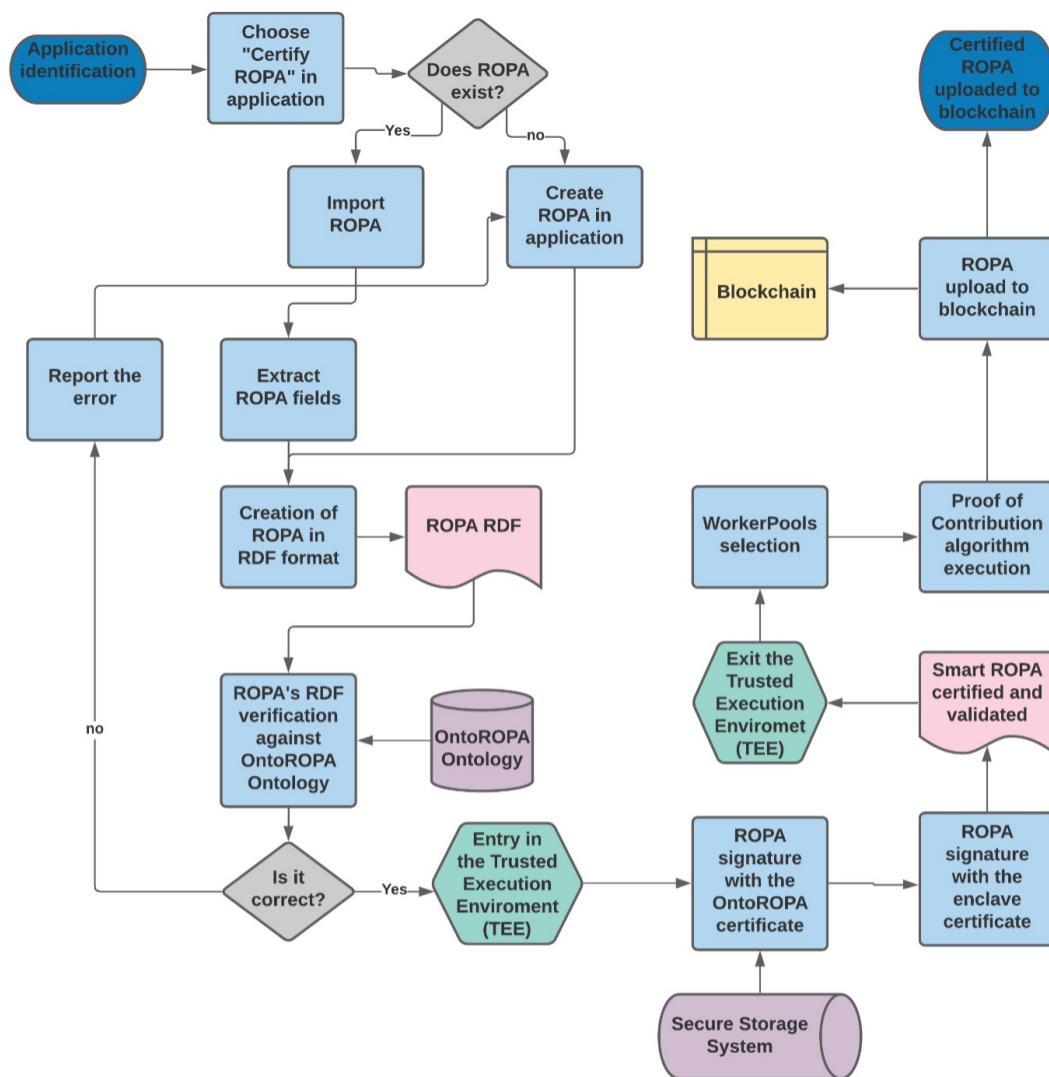 Application
identification
Choose
"Certify
ROPA" in
application
Does ROPA
exist?
Yes
no
Import
ROPA
Create
ROPA in
application
Report the
error
Extract
ROPA fields
Creation of
ROPA in
RDF format
ROPA RDF
ROPA's RDF
verification
against
OntoROPA
Ontology
OntoROPA
Ontology
no
Is it
correct?
Yes
Entry in
the Trusted
Execution
Enviroment
(TEE)
ROPA
signature
with the
OntoROPA
certificate
Secure Storage
System
ROPA
signature
with the
enclave
certificate
Smart ROPA
certified and
validated
Exit the
Trusted
Execution
Enviromet
(TEE)
WorkerPools
selection
Proof of
Contribution
algorithm
execution
ROPA
upload to
blockchain
Blockchain
Certified
ROPA
uploaded to
blockchain